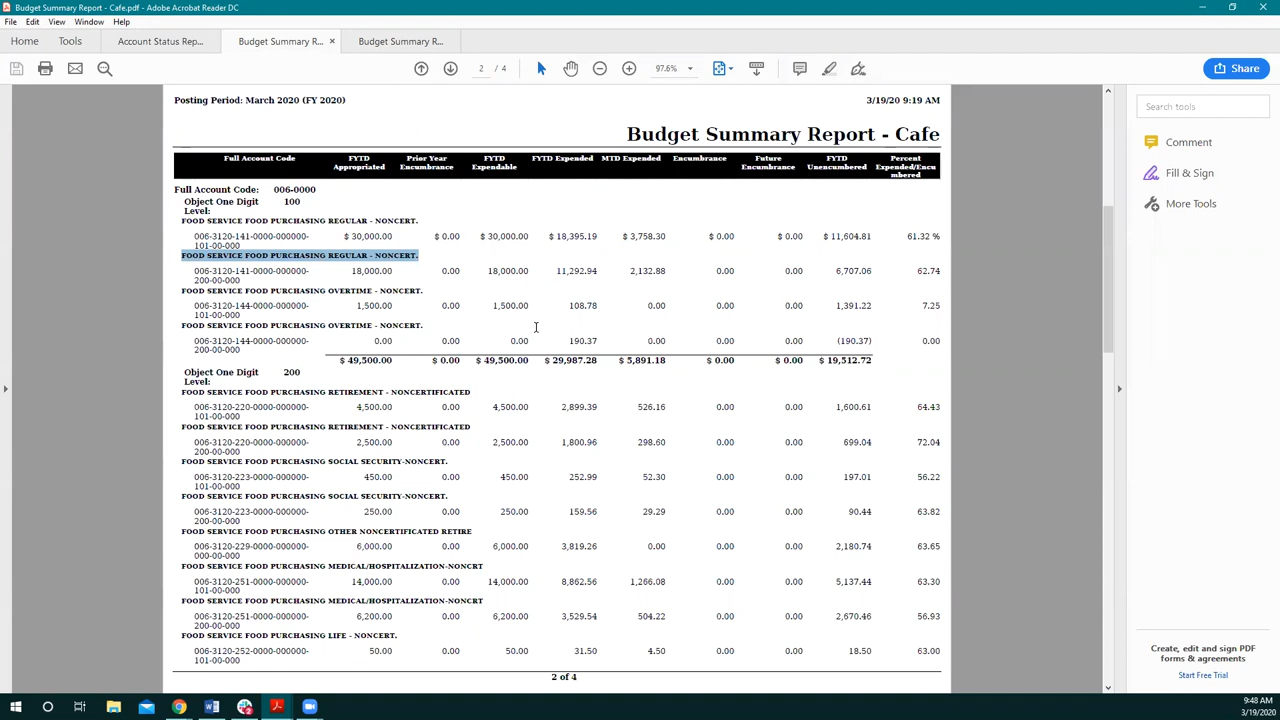 Budget Summary Report - Cafe.pdf - Adobe Acrobat Reader DC
File Edit View Window Help
Home Tools Account Status Rep... Budget Summary R... × Budget Summary R...
2 / 4 97.6% Share
Posting Period: March 2020 (FY 2020) 3/19/20 9:19 AM
Budget Summary Report - Cafe
Full Account Code FYTD Appropriated Prior Year Encumbrance FYTD Expendable FYTD Expended MTD Expended Encumbrance Future Encumbrance FYTD Unencumbered Percent Expended/Encumbered
Full Account Code: 006-0000
Object One Digit Level: 100
FOOD SERVICE FOOD PURCHASING REGULAR - NONCERT.
006-3120-141-0000-000000-101-00-000 $ 30,000.00 $ 0.00 $ 30,000.00 $ 18,395.19 $ 3,758.30 $ 0.00 $ 0.00 $ 11,604.81 61.32 %
FOOD SERVICE FOOD PURCHASING REGULAR - NONCERT.
006-3120-141-0000-000000-200-00-000 18,000.00 0.00 18,000.00 11,292.94 2,132.88 0.00 0.00 6,707.06 62.74
FOOD SERVICE FOOD PURCHASING OVERTIME - NONCERT.
006-3120-144-0000-000000-101-00-000 1,500.00 0.00 1,500.00 108.78 0.00 0.00 0.00 1,391.22 7.25
FOOD SERVICE FOOD PURCHASING OVERTIME - NONCERT.
006-3120-144-0000-000000-200-00-000 0.00 0.00 0.00 190.37 0.00 0.00 0.00 (190.37) 0.00
$ 49,500.00 $ 0.00 $ 49,500.00 $ 29,987.28 $ 5,891.18 $ 0.00 $ 0.00 $ 19,512.72
Object One Digit Level: 200
FOOD SERVICE FOOD PURCHASING RETIREMENT - NONCERTIFICATED
006-3120-220-0000-000000-101-00-000 4,500.00 0.00 4,500.00 2,899.39 526.16 0.00 0.00 1,600.61 64.43
FOOD SERVICE FOOD PURCHASING RETIREMENT - NONCERTIFICATED
006-3120-220-0000-000000-200-00-000 2,500.00 0.00 2,500.00 1,800.96 298.60 0.00 0.00 699.04 72.04
FOOD SERVICE FOOD PURCHASING SOCIAL SECURITY-NONCERT.
006-3120-223-0000-000000-101-00-000 450.00 0.00 450.00 252.99 52.30 0.00 0.00 197.01 56.22
FOOD SERVICE FOOD PURCHASING SOCIAL SECURITY-NONCERT.
006-3120-223-0000-000000-200-00-000 250.00 0.00 250.00 159.56 29.29 0.00 0.00 90.44 63.82
FOOD SERVICE FOOD PURCHASING OTHER NONCERTIFICATED RETIRE
006-3120-229-0000-000000-000-00-000 6,000.00 0.00 6,000.00 3,819.26 0.00 0.00 0.00 2,180.74 63.65
FOOD SERVICE FOOD PURCHASING MEDICAL/HOSPITALIZATION-NONCRT
006-3120-251-0000-000000-101-00-000 14,000.00 0.00 14,000.00 8,862.56 1,266.08 0.00 0.00 5,137.44 63.30
FOOD SERVICE FOOD PURCHASING MEDICAL/HOSPITALIZATION-NONCRT
006-3120-251-0000-000000-200-00-000 6,200.00 0.00 6,200.00 3,529.54 504.22 0.00 0.00 2,670.46 56.93
FOOD SERVICE FOOD PURCHASING LIFE - NONCERT.
006-3120-252-0000-000000-101-00-000 50.00 0.00 50.00 31.50 4.50 0.00 0.00 18.50 63.00
2 of 4
Search tools
Comment
Fill & Sign
More Tools
Create, edit and sign PDF
forms & agreements
Start Free Trial
9:48 AM
3/19/2020